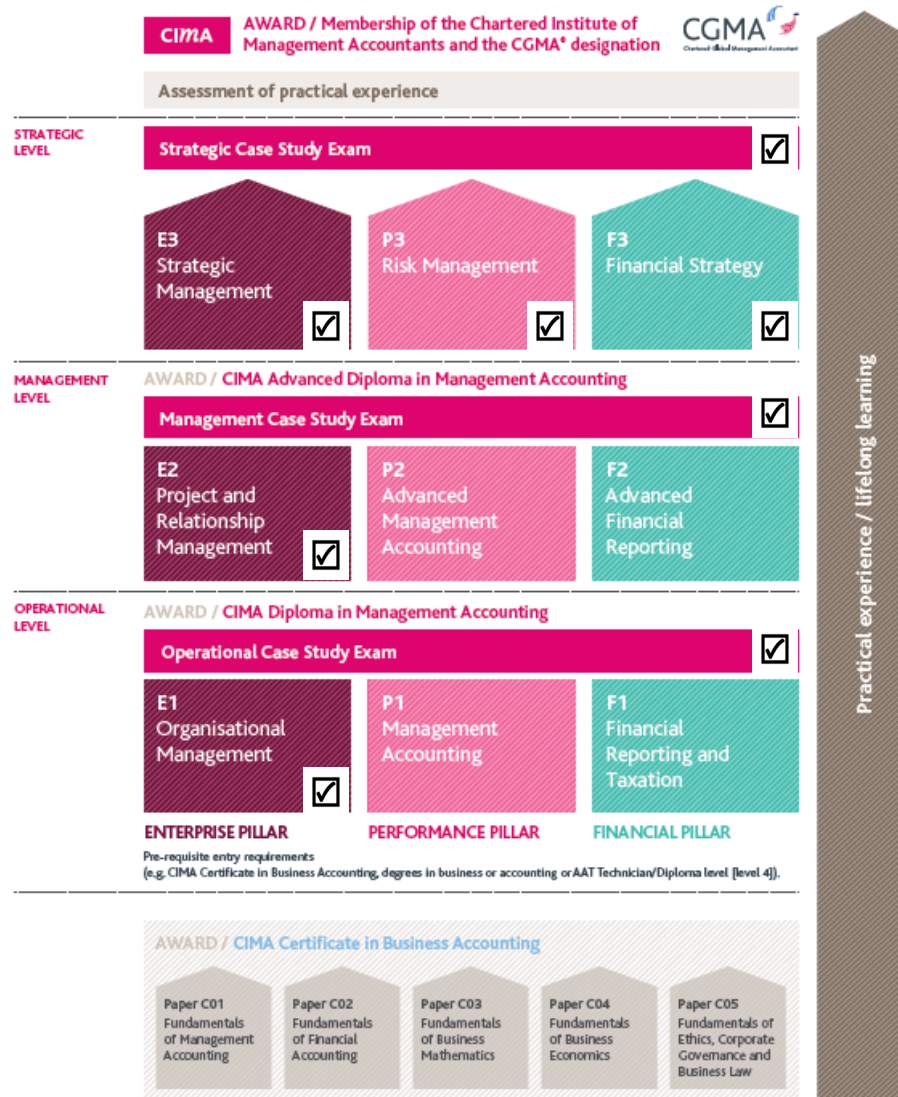 CIMA
AWARD / Membership of the Chartered Institute of
Management Accountants and the CGMA® designation
CGMA
Chartered Global Management Accountant
Assessment of practical experience
STRATEGIC
LEVEL
Strategic Case Study Exam
E3
Strategic
Management
P3
Risk Management
F3
Financial Strategy
MANAGEMENT
LEVEL
AWARD / CIMA Advanced Diploma in Management Accounting
Management Case Study Exam
E2
Project and
Relationship
Management
P2
Advanced
Management
Accounting
F2
Advanced
Financial
Reporting
OPERATIONAL
LEVEL
AWARD / CIMA Diploma in Management Accounting
Operational Case Study Exam
E1
Organisational
Management
P1
Management
Accounting
F1
Financial
Reporting and
Taxation
ENTERPRISE PILLAR
PERFORMANCE PILLAR
FINANCIAL PILLAR
Pre-requisite entry requirements
(e.g. CIMA Certificate in Business Accounting, degrees in business or accounting or AAT Technician/Diploma level [level 4]).
AWARD / CIMA Certificate in Business Accounting
Paper C01
Fundamentals
of Management
Accounting
Paper C02
Fundamentals
of Financial
Accounting
Paper C03
Fundamentals
of Business
Mathematics
Paper C04
Fundamentals
of Business
Economics
Paper C05
Fundamentals of
Ethics, Corporate
Governance and
Business Law
Practical experience / lifelong learning